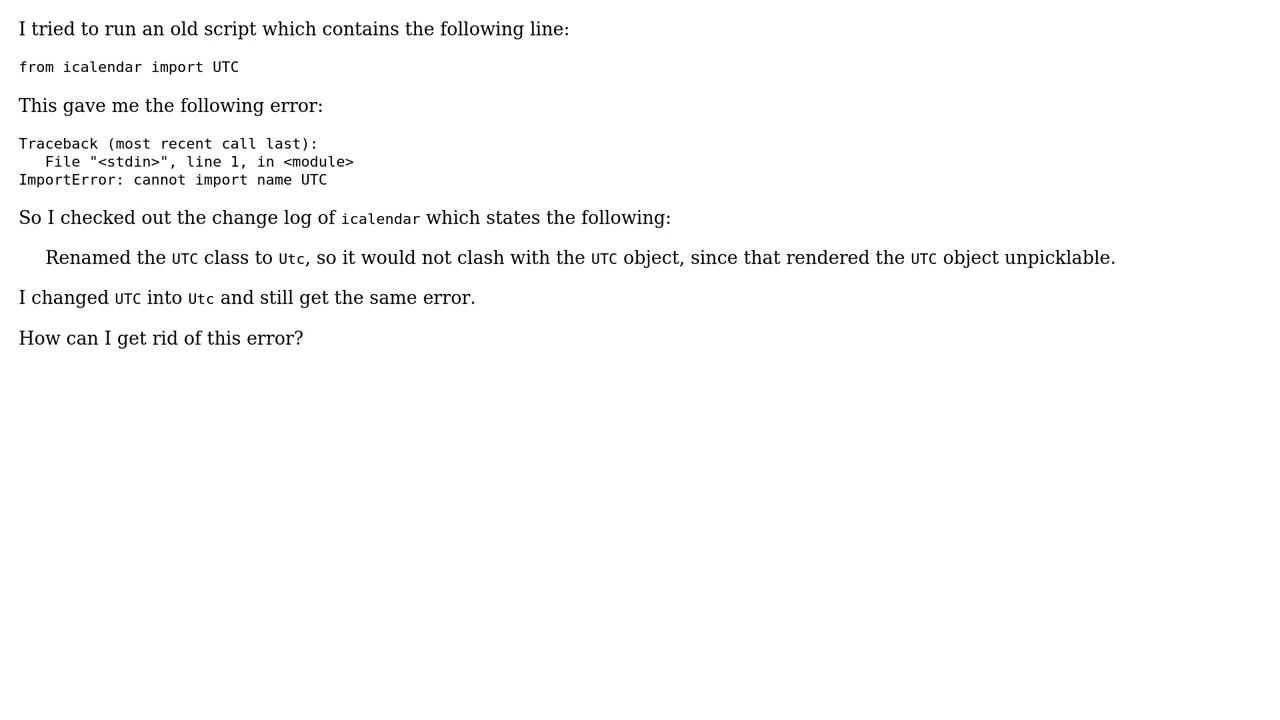 I tried to run an old script which contains the following line:
from icalendar import UTC
This gave me the following error:
Traceback (most recent call last):
   File "<stdin>", line 1, in <module>
ImportError: cannot import name UTC
So I checked out the change log of icalendar which states the following:
Renamed the UTC class to Utc, so it would not clash with the UTC object, since that rendered the UTC object unpicklable.
I changed UTC into Utc and still get the same error.
How can I get rid of this error?